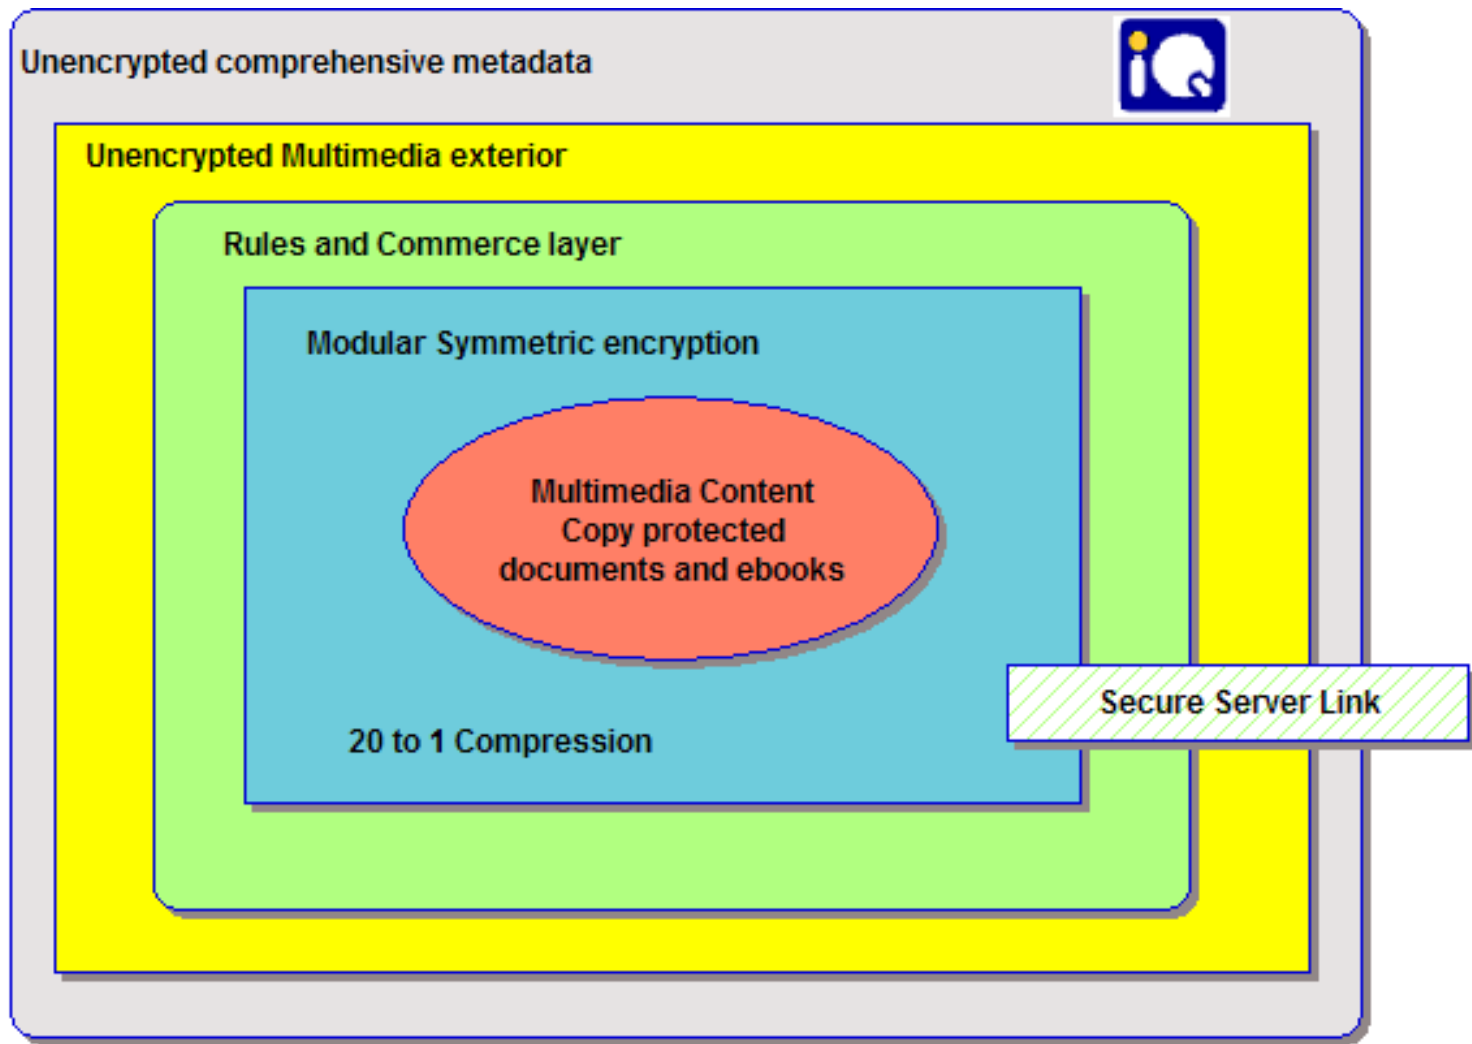 Unencrypted comprehensive metadata
iQ
Unencrypted Multimedia exterior
Rules and Commerce layer
Modular Symmetric encryption
Multimedia Content
Copy protected
documents and ebooks
Secure Server Link
20 to 1 Compression